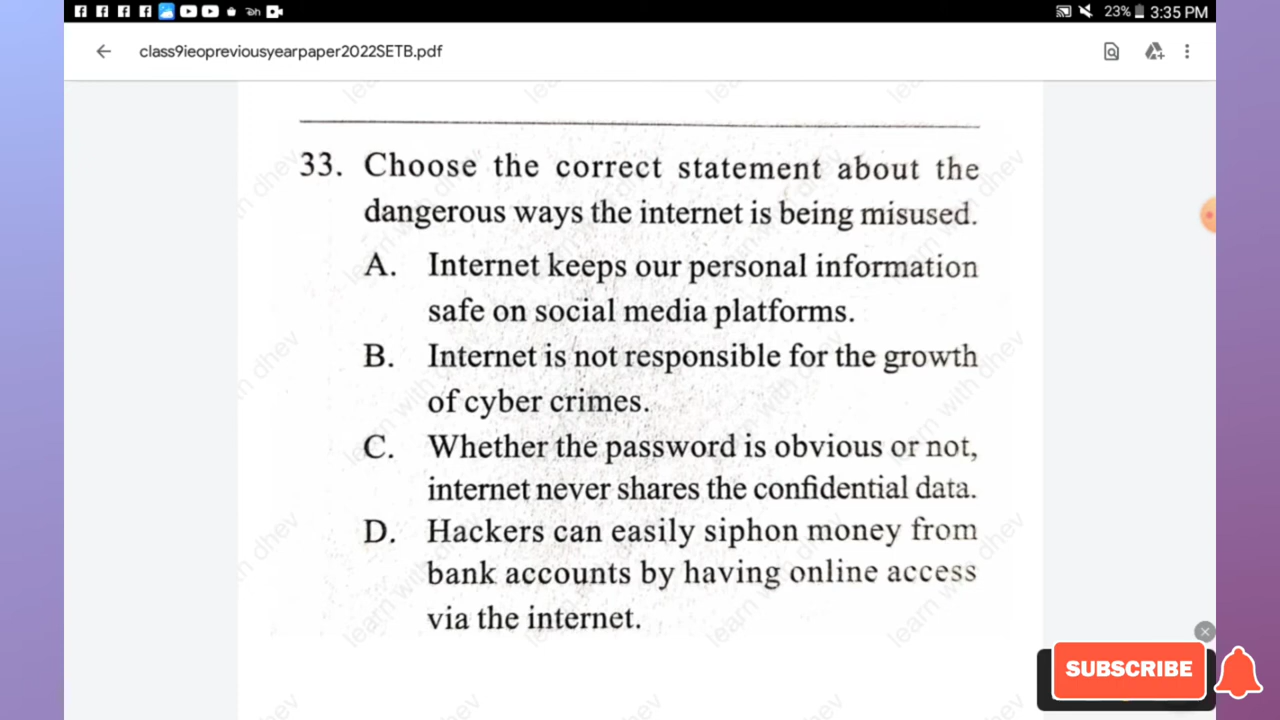 23% 3:35 PM
class9ieopreviousyearpaper2022SETB.pdf
33. Choose the correct statement about the
dangerous ways the internet is being misused.
A. Internet keeps our personal information
safe on social media platforms.
B. Internet is not responsible for the growth
of cyber crimes.
C. Whether the password is obvious or not,
internet never shares the confidential data.
D. Hackers can easily siphon money from
bank accounts by having online access
via the internet.
learn with dhev
SUBSCRIBE